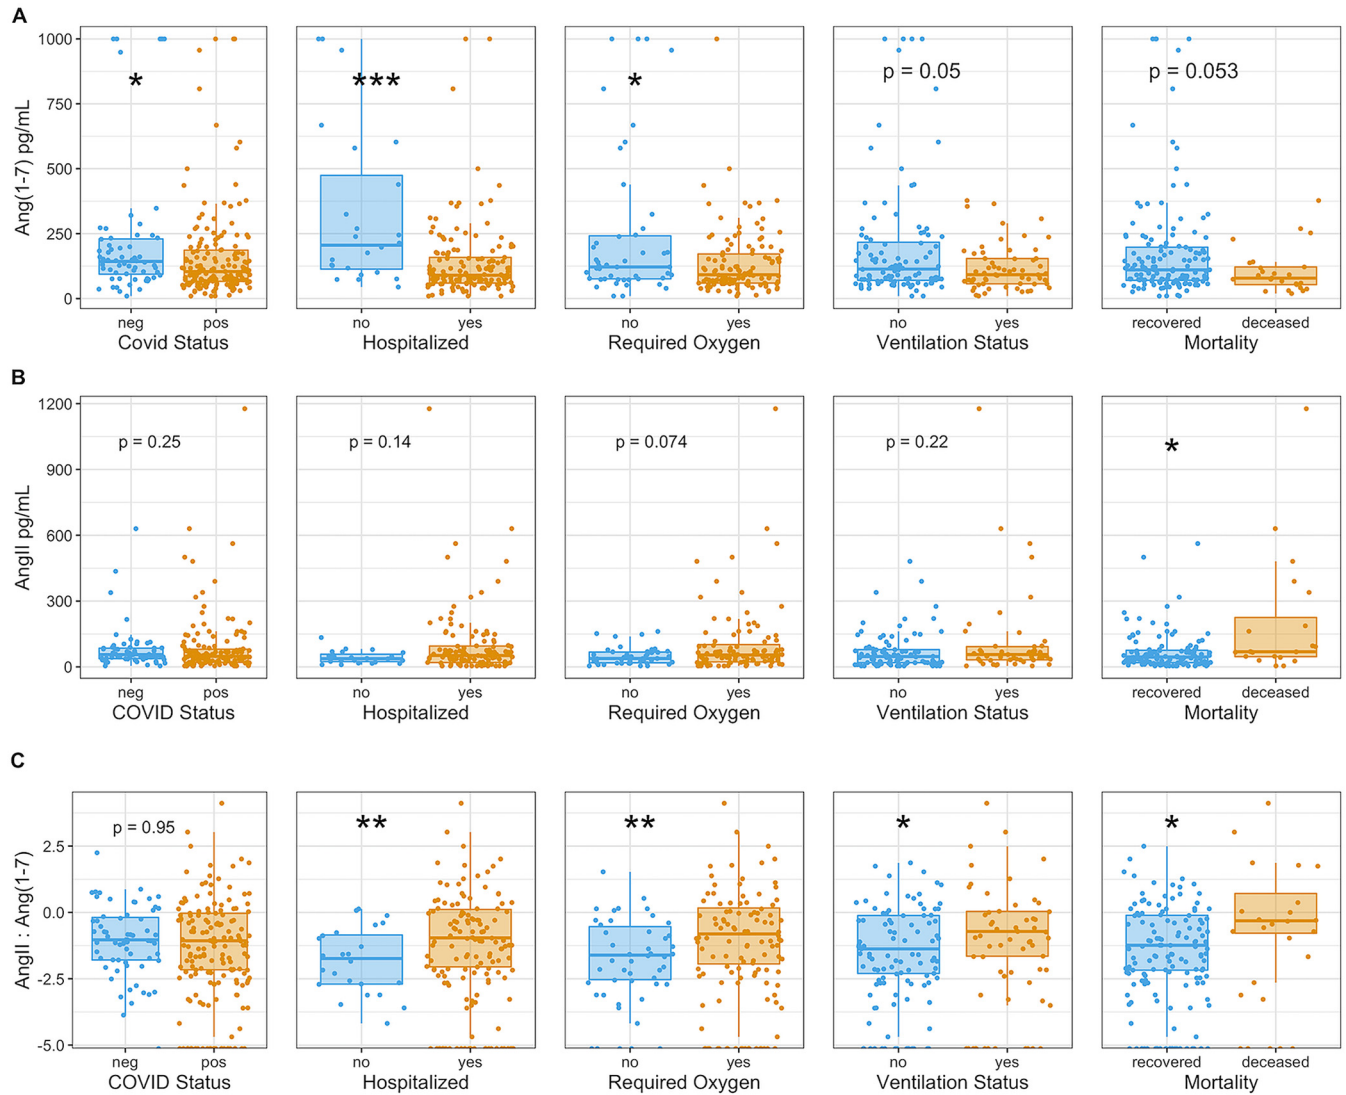 A
Ang(1-7) pg/mL
1000
750
500
250
0
*
***
*
p = 0.05
p = 0.053
neg pos no yes no yes no yes recovered deceased
Covid Status Hospitalized Required Oxygen Ventilation Status Mortality
B
AngII pg/mL
1200
900
600
300
0
p = 0.25
p = 0.14
p = 0.074
p = 0.22
*
neg pos no yes no yes no yes recovered deceased
COVID Status Hospitalized Required Oxygen Ventilation Status Mortality
C
AngII : Ang(1-7)
2.5
0.0
-2.5
-5.0
p = 0.95
**
**
*
*
neg pos no yes no yes no yes recovered deceased
COVID Status Hospitalized Required Oxygen Ventilation Status Mortality